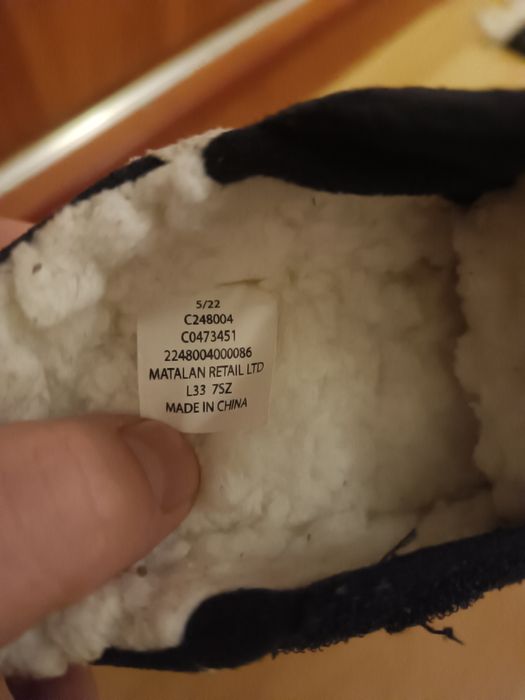 5/22
C248004
C0473451
2248004000086
MATALAN RETAIL LTD
L33 7SZ
MADE IN CHINA